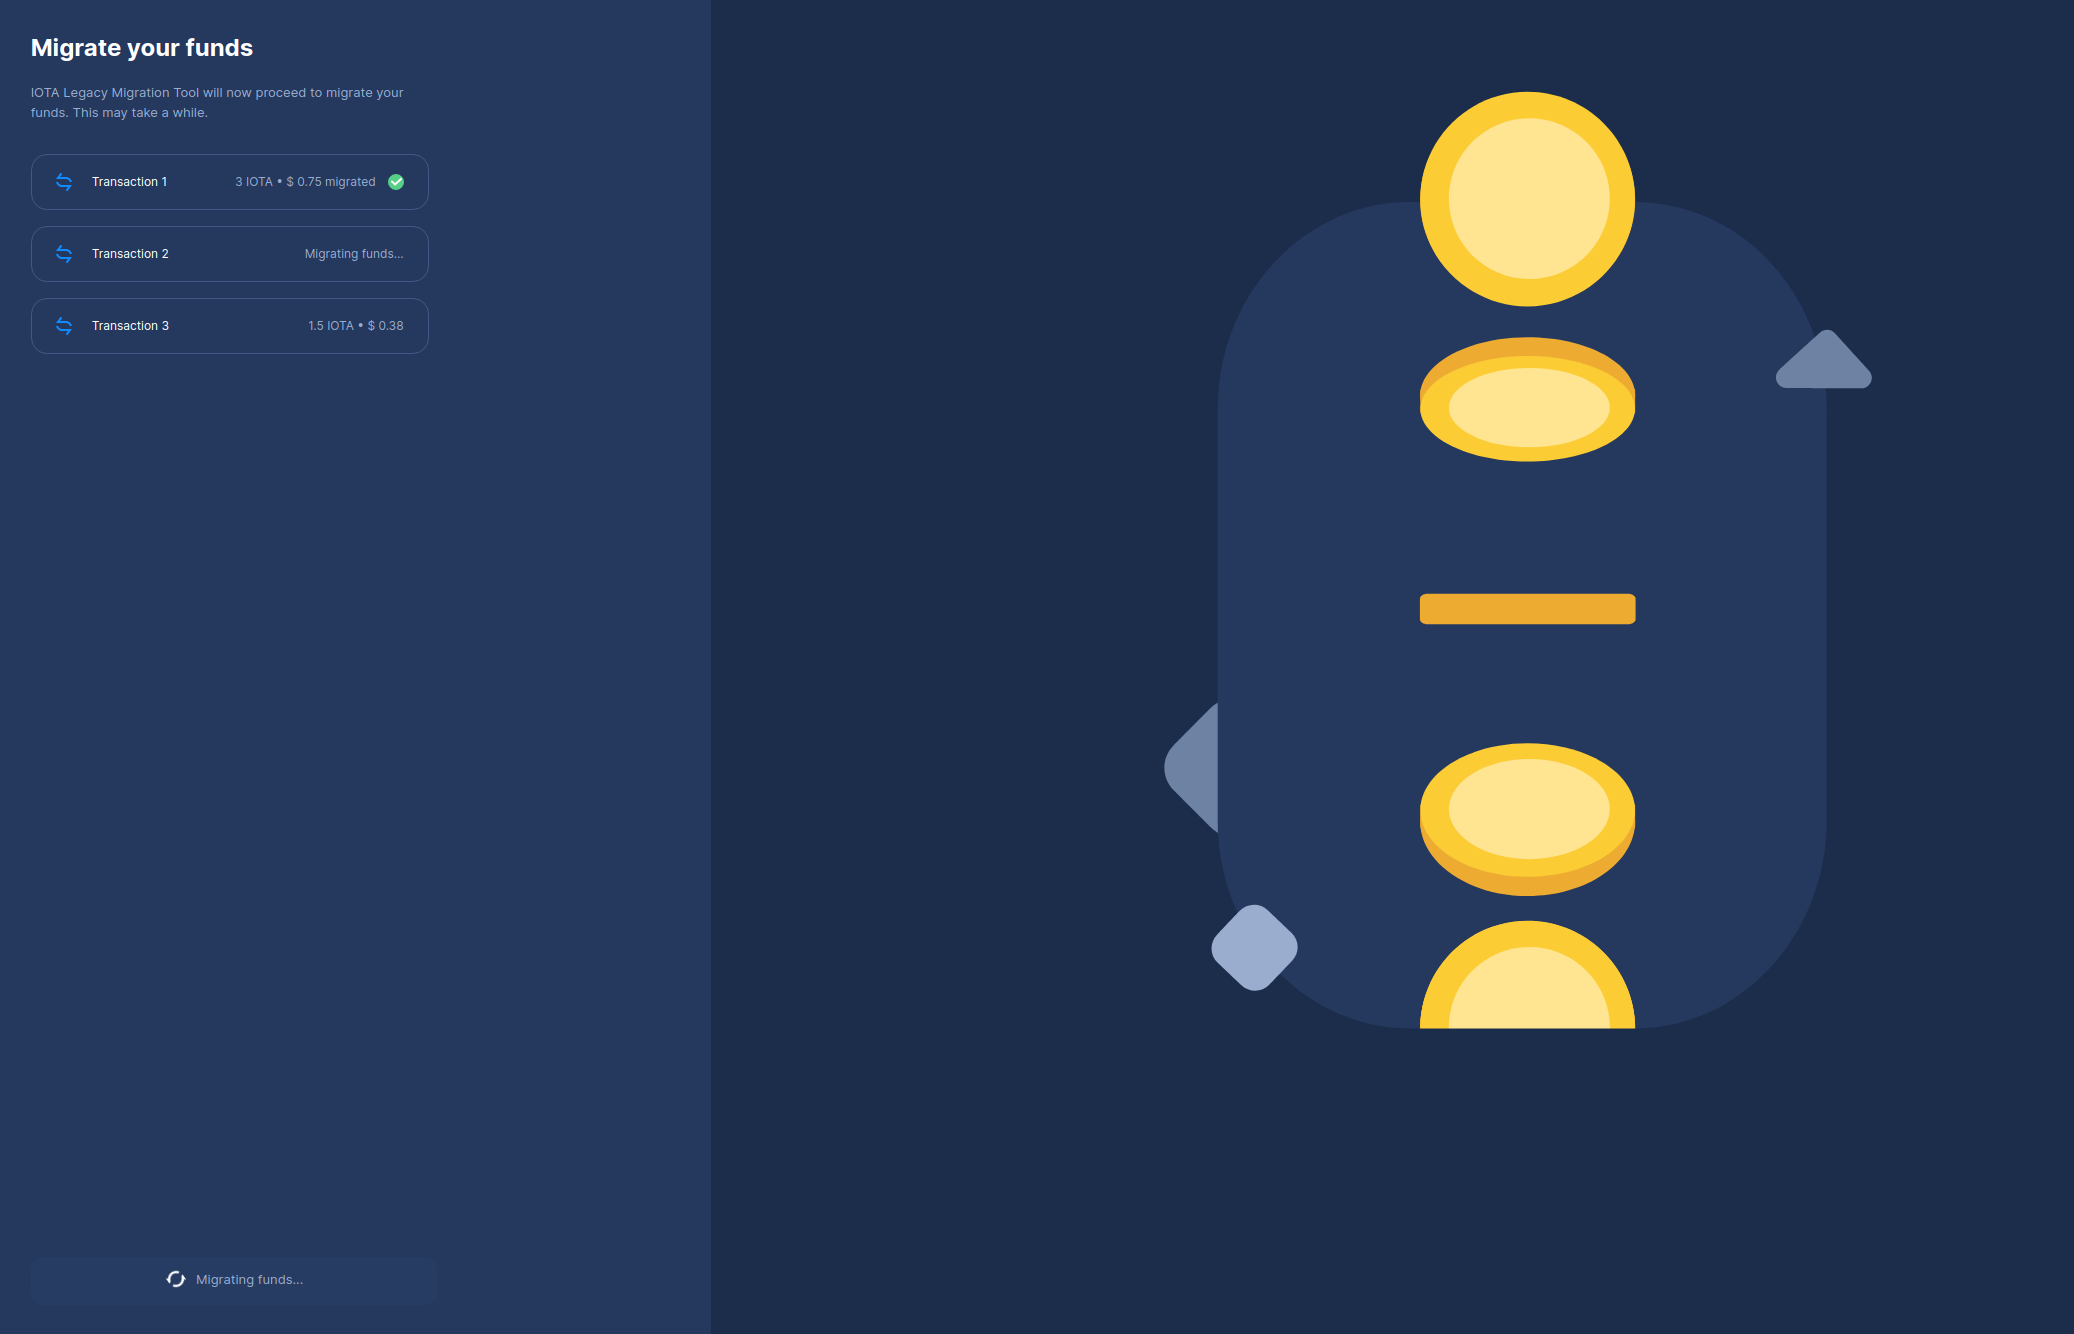 Migrate your funds
IOTA Legacy Migration Tool will now proceed to migrate your
funds. This may take a while.
Transaction 1 3 IOTA • $ 0.75 migrated
Transaction 2 Migrating funds...
Transaction 3 1.5 IOTA • $ 0.38
Migrating funds...